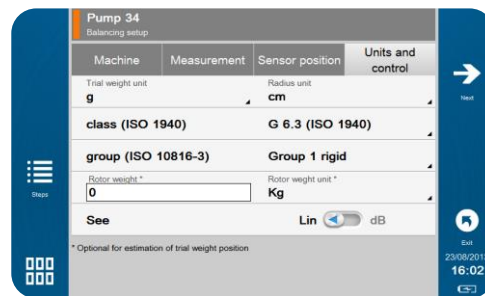 Pump 34
Balancing setup
Machine Measurement Sensor position Units and control
Trial weight unit Radius unit
g cm
class (ISO 1940) G 6.3 (ISO 1940)
group (ISO 10816-3) Group 1 rigid
Rotor weight * Rotor weght unit *
0 Kg
See Lin dB
* Optional for estimation of trial weight position
Steps
Next
Exit
23/08/201
16:02